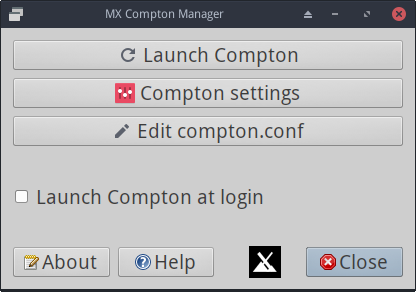 MX Compton Manager
Launch Compton
Compton settings
Edit compton.conf
Launch Compton at login
About
Help
Close